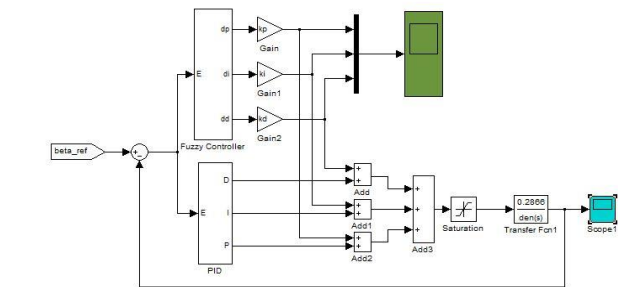 dp
kp
Gain
E
di
ki
Gain1
dd
kd
Gain2
Fuzzy Controller
beta_ref
+
-
D
E
I
P
PID
+
+
Add
+
+
Add1
+
+
Add2
+
+
+
Add3
Saturation
0.2866
den(s)
Transfer Fcn1
Scope1